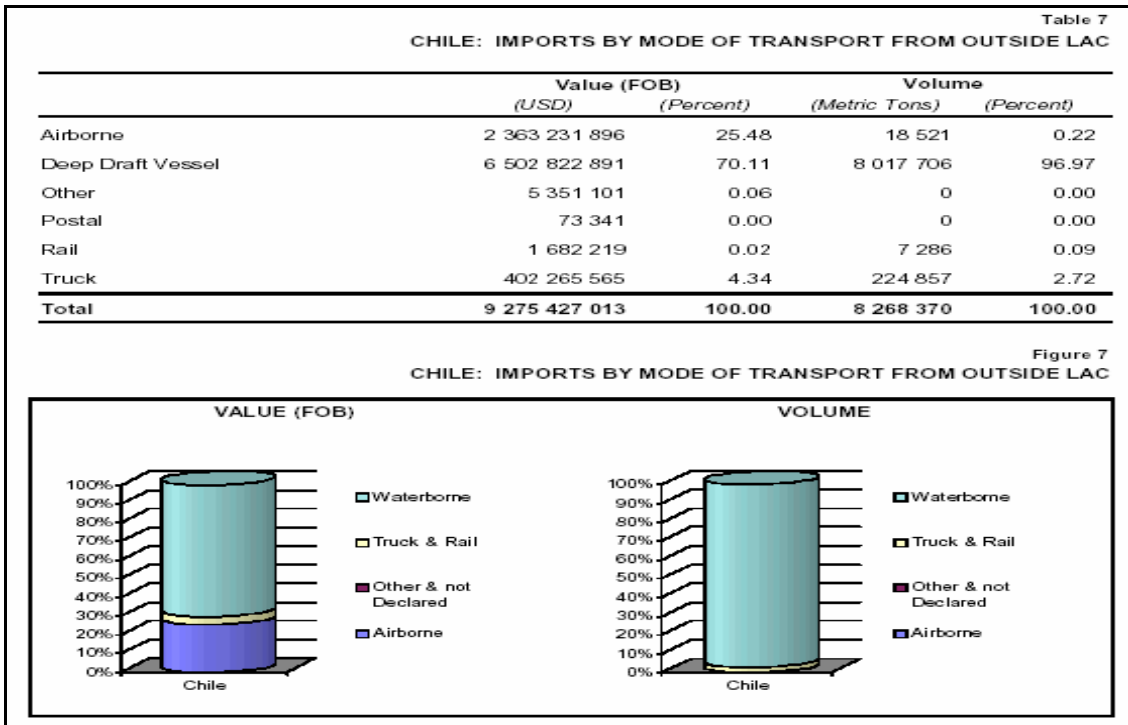 Table 7
CHILE: IMPORTS BY MODE OF TRANSPORT FROM OUTSIDE LAC
Value (FOB) Volume
(USD) (Percent) (Metric Tons) (Percent)
Airborne 2 363 231 896 25.48 18 521 0.22
Deep Draft Vessel 6 502 822 891 70.11 8 017 706 96.97
Other 5 351 101 0.06 0 0.00
Postal 73 341 0.00 0 0.00
Rail 1 682 219 0.02 7 286 0.09
Truck 402 265 565 4.34 224 857 2.72
Total 9 275 427 013 100.00 8 268 370 100.00
Figure 7
CHILE: IMPORTS BY MODE OF TRANSPORT FROM OUTSIDE LAC
VALUE (FOB)
100%
90%
80%
70%
60%
50%
40%
30%
20%
10%
0%
Chile
Waterborne
Truck & Rail
Other & not
Declared
Airborne
VOLUME
100%
90%
80%
70%
60%
50%
40%
30%
20%
10%
0%
Chile
Waterborne
Truck & Rail
Other & not
Declared
Airborne